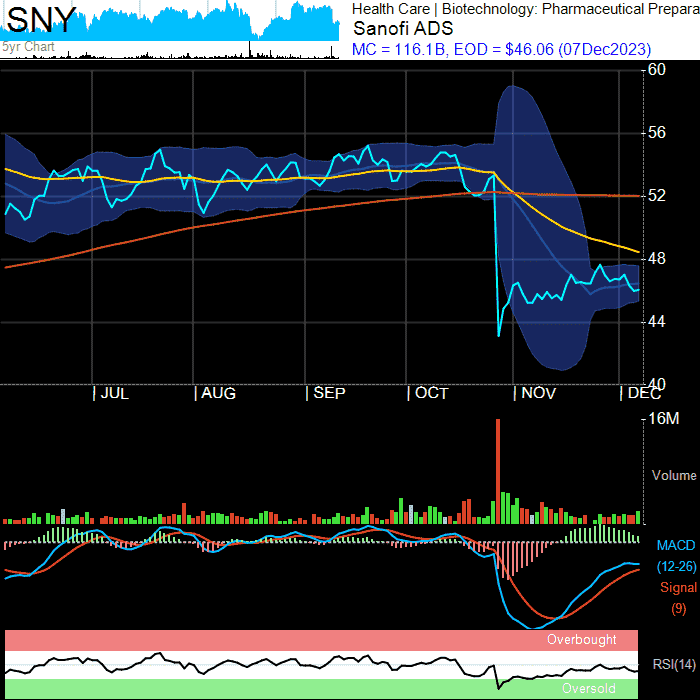 SNY
5yr Chart
Health Care | Biotechnology: Pharmaceutical Prepara
Sanofi ADS
MC = 116.1B, EOD = $46.06 (07Dec2023)
60
56
52
48
44
40
| JUL
| AUG
| SEP
| OCT
| NOV
| DEC
16M
Volume
MACD
(12-26)
Signal
(9)
Overbought
RSI(14)
Oversold